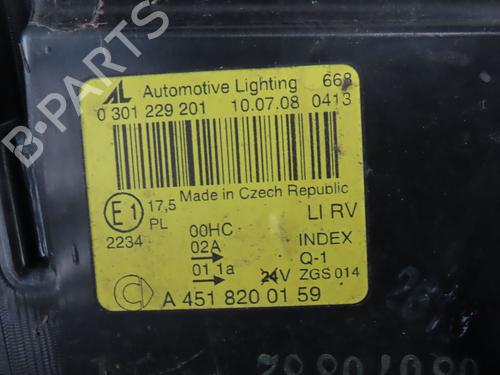 B-PARTS
AL Automotive Lighting 668
0 301 229 201 10.07.08 0413
Made in Czech Republic
E1 17,5
PL
2234
00HC
02A
01 1a
LI RV
INDEX
Q-1
24V ZGS 014
A 451 820 01 59